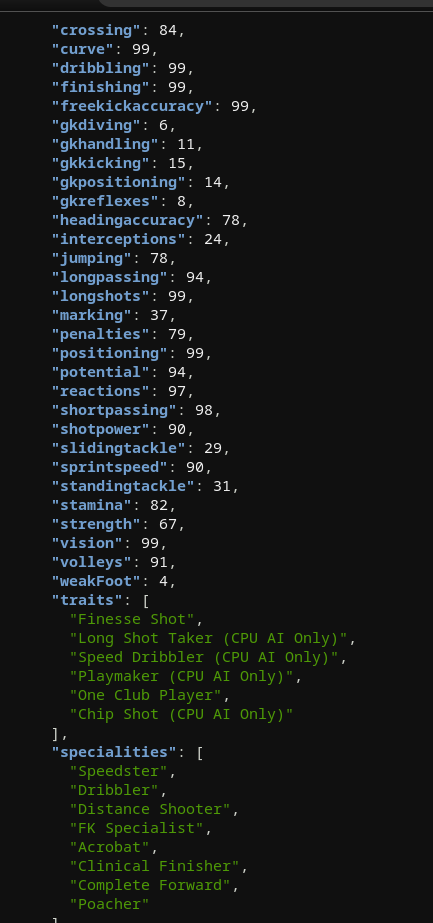 "crossing": 84,
"curve": 99,
"dribbling": 99,
"finishing": 99,
"freekickaccuracy": 99,
"gkdiving": 6,
"gkhandling": 11,
"gkkicking": 15,
"gkpositioning": 14,
"gkreflexes": 8,
"headingaccuracy": 78,
"interceptions": 24,
"jumping": 78,
"longpassing": 94,
"longshots": 99,
"marking": 37,
"penalties": 79,
"positioning": 99,
"potential": 94,
"reactions": 97,
"shortpassing": 98,
"shotpower": 90,
"slidingtackle": 29,
"sprintspeed": 90,
"standingtackle": 31,
"stamina": 82,
"strength": 67,
"vision": 99,
"volleys": 91,
"weakFoot": 4,
"traits": [
"Finesse Shot",
"Long Shot Taker (CPU AI Only)",
"Speed Dribbler (CPU AI Only)",
"Playmaker (CPU AI Only)",
"One Club Player",
"Chip Shot (CPU AI Only)"
],
"specialities": [
"Speedster",
"Dribbler",
"Distance Shooter",
"FK Specialist",
"Acrobat",
"Clinical Finisher",
"Complete Forward",
"Poacher"
]